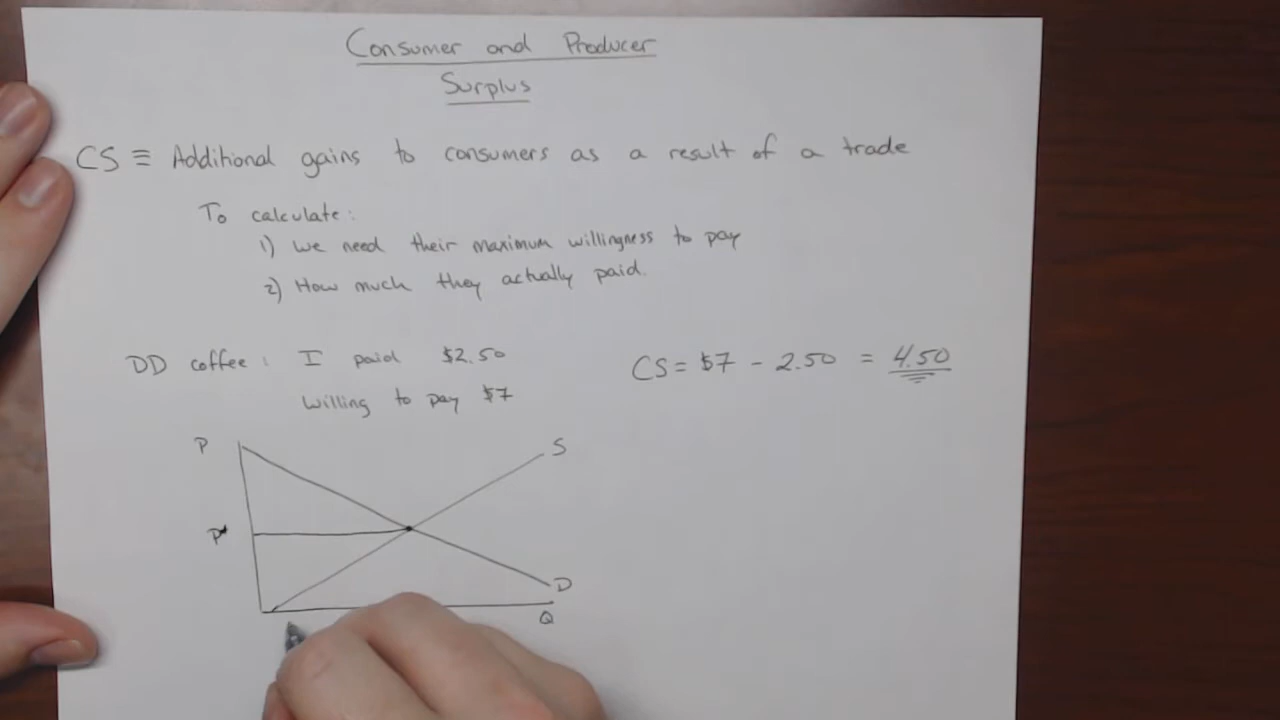 Consumer and Producer
Surplus
CS ≡ Additional gains to consumers as a result of a trade
To calculate:
1) we need their maximum willingness to pay
2) How much they actually paid.
DD coffee: I paid $2.50
CS = $7 - 2.50 = 4.50
Willing to pay $7
P
S
P*
D
Q